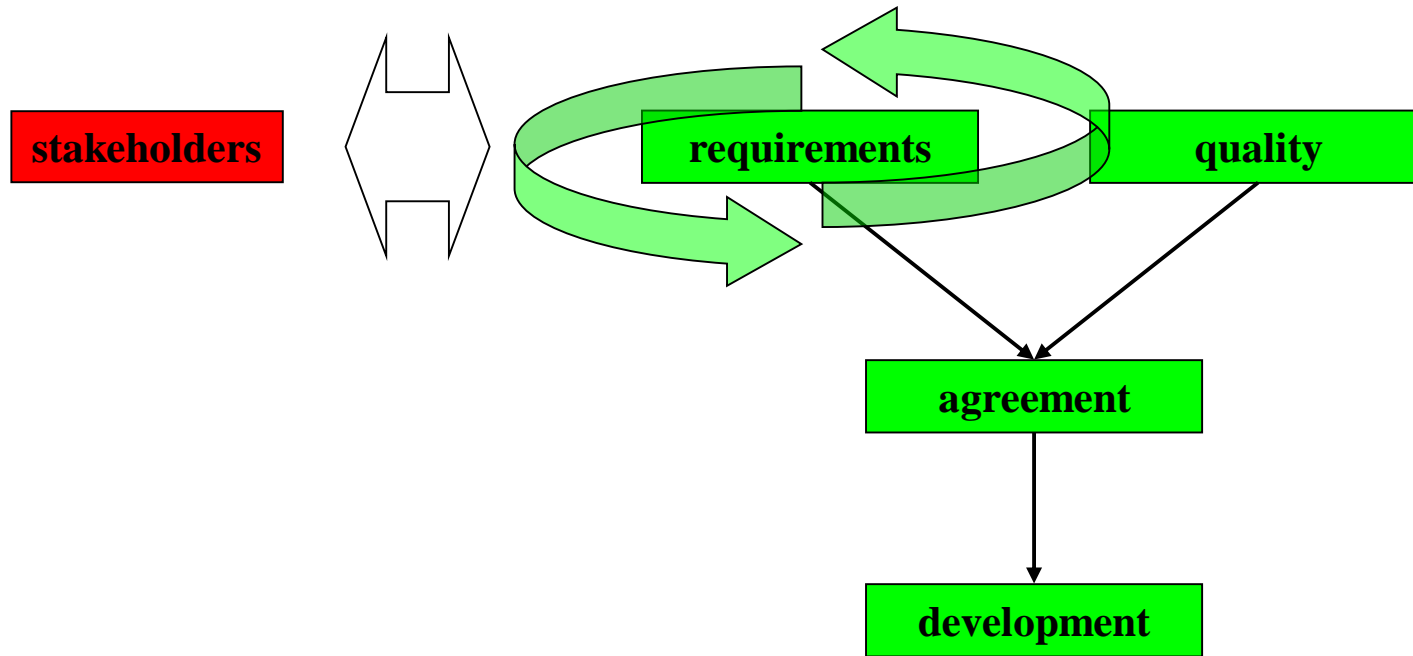 stakeholders
requirements
quality
agreement
development